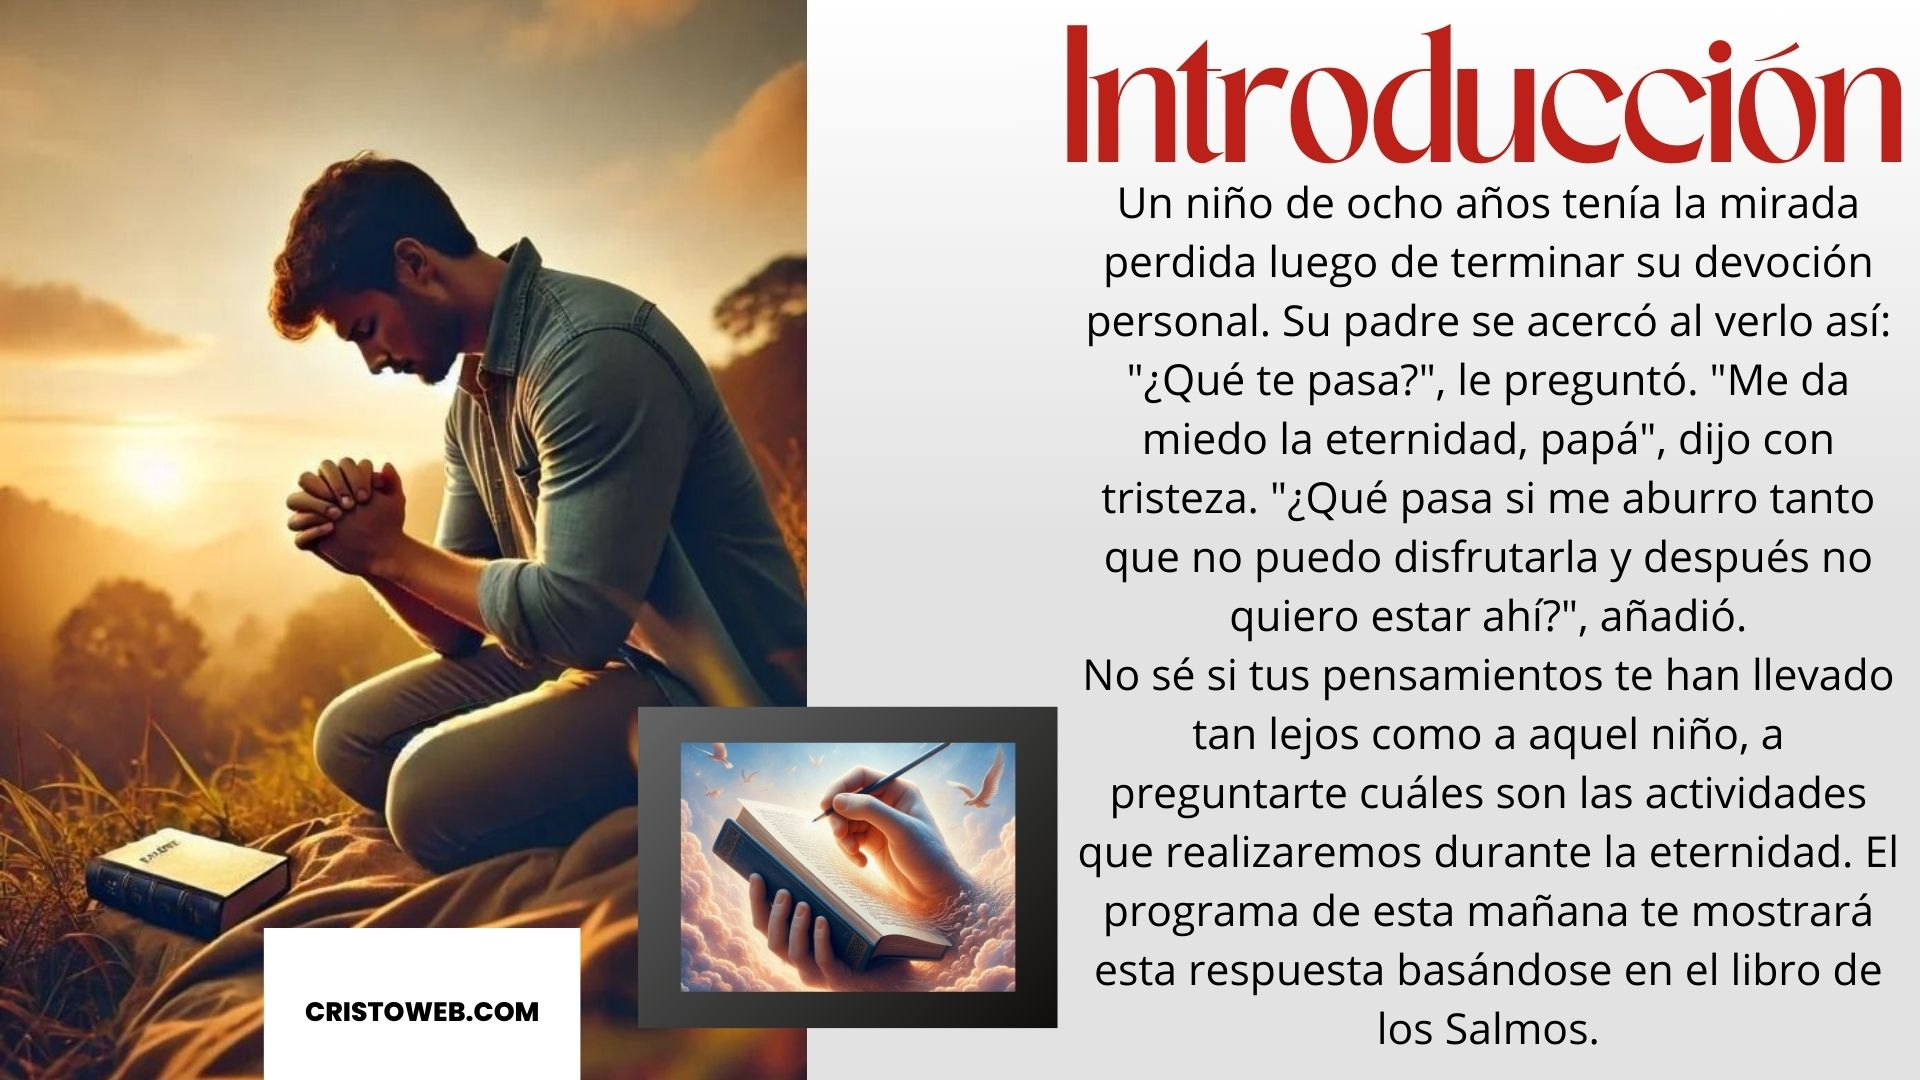 Introducción
Un niño de ocho años tenía la mirada
perdida luego de terminar su devoción
personal. Su padre se acercó al verlo así:
"¿Qué te pasa?", le preguntó. "Me da
miedo la eternidad, papá", dijo con
tristeza. "¿Qué pasa si me aburro tanto
que no puedo disfrutarla y después no
quiero estar ahí?", añadió.
No sé si tus pensamientos te han llevado
tan lejos como a aquel niño, a
preguntarte cuáles son las actividades
que realizaremos durante la eternidad. El
programa de esta mañana te mostrará
esta respuesta basándose en el libro de
los Salmos.
CRISTOWEB.COM